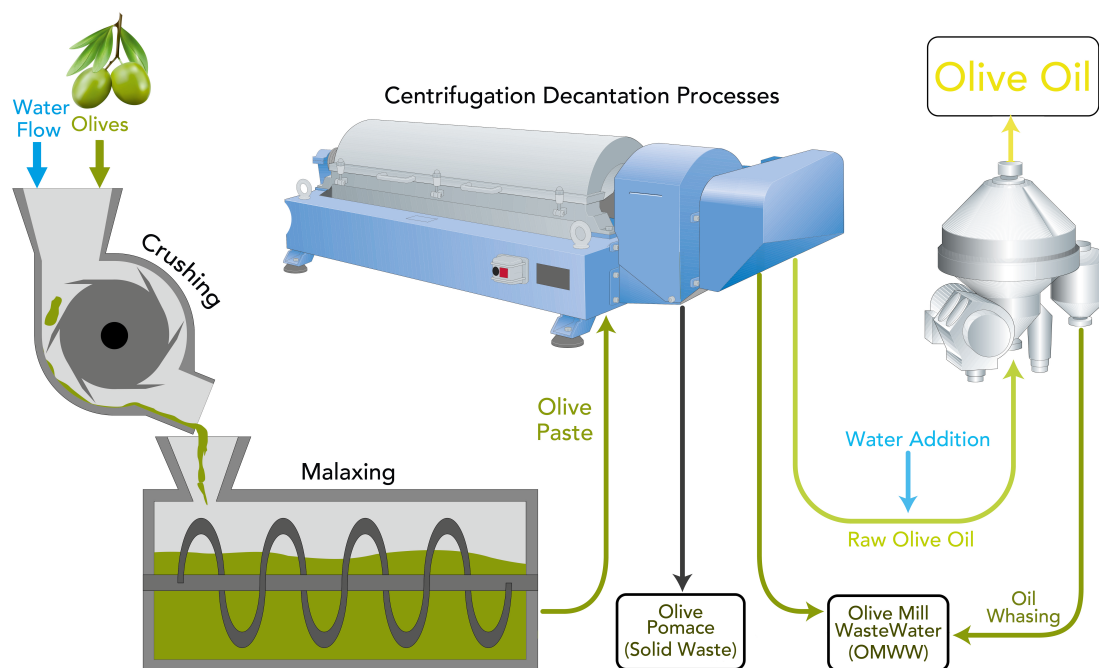 Water
Flow
Olives
Crushing
Malaxing
Centrifugation Decantation Processes
Olive
Paste
Olive
Pomace
(Solid Waste)
Olive Mill
WasteWater
(OMWW)
Water Addition
Raw Olive Oil
Oil
Whasing
Olive Oil